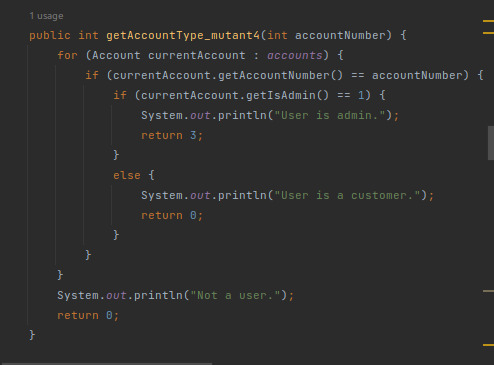 1 usage
public int getAccountType_mutant4(int accountNumber) {
for (Account currentAccount : accounts) {
if (currentAccount.getAccountNumber() == accountNumber) {
if (currentAccount.getIsAdmin() == 1) {
System.out.println("User is admin.");
return 3;
}
else {
System.out.println("User is a customer.");
return 0;
}
}
}
System.out.println("Not a user.");
return 0;
}